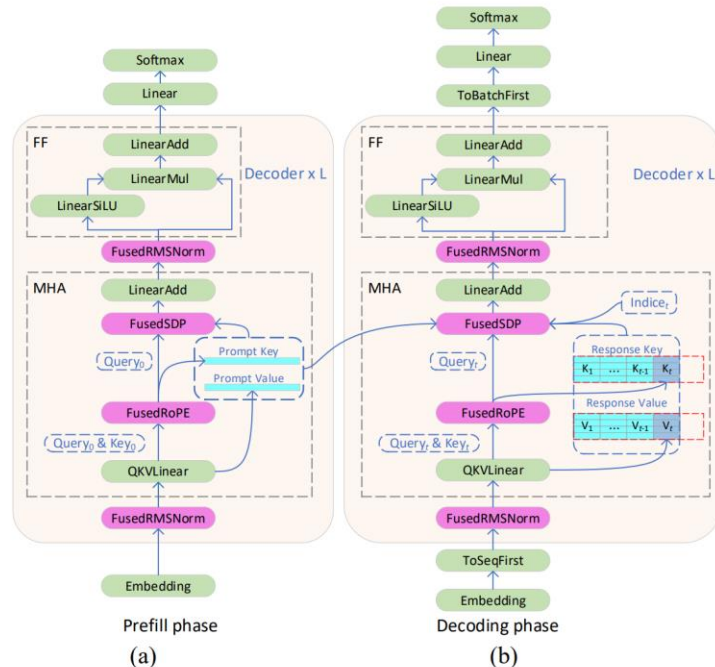 Softmax
Linear
FF
LinearAdd
LinearMul
LinearSiLU
Decoder x L
FusedRMSNorm
MHA
LinearAdd
FusedSDP
Query₀
Prompt Key
Prompt Value
FusedRoPE
Query₀ & Key₀
QKVLinear
FusedRMSNorm
Embedding
Prefill phase
(a)
Softmax
Linear
ToBatchFirst
FF
LinearAdd
LinearMul
LinearSiLU
Decoder x L
FusedRMSNorm
MHA
LinearAdd
FusedSDP
Indiceₜ
Queryₜ
Response Key
K₁ ... Kₜ₋₁ Kₜ
Response Value
V₁ ... Vₜ₋₁ Vₜ
FusedRoPE
Queryₜ & Keyₜ
QKVLinear
FusedRMSNorm
ToSeqFirst
Embedding
Decoding phase
(b)